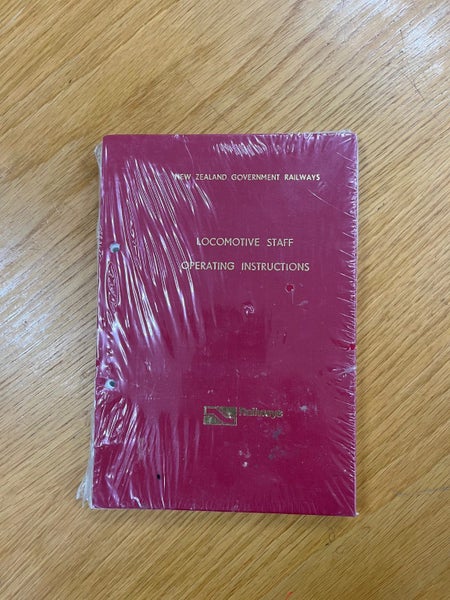 NEW ZEALAND GOVERNMENT RAILWAYS
LOCOMOTIVE STAFF
OPERATING INSTRUCTIONS
Railways